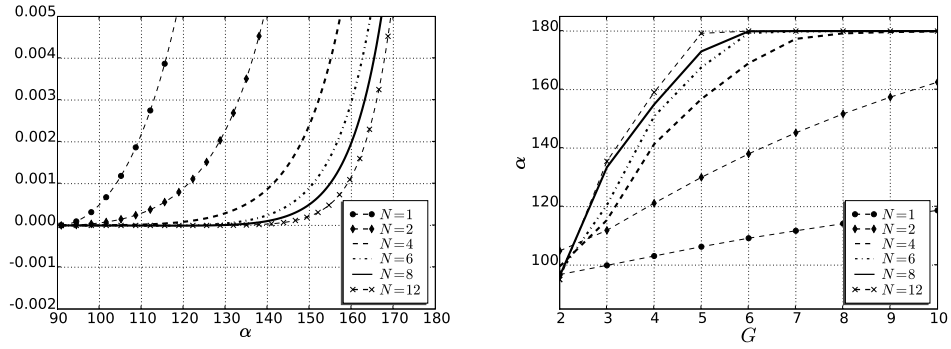 0.005
0.004
0.003
0.002
0.001
0.000
-0.001
-0.002
90 100 110 120 130 140 150 160 170 180
α
N=1
N=2
N=4
N=6
N=8
N=12
180
160
140
120
100
α
2 3 4 5 6 7 8 9 10
G
N=1
N=2
N=4
N=6
N=8
N=12